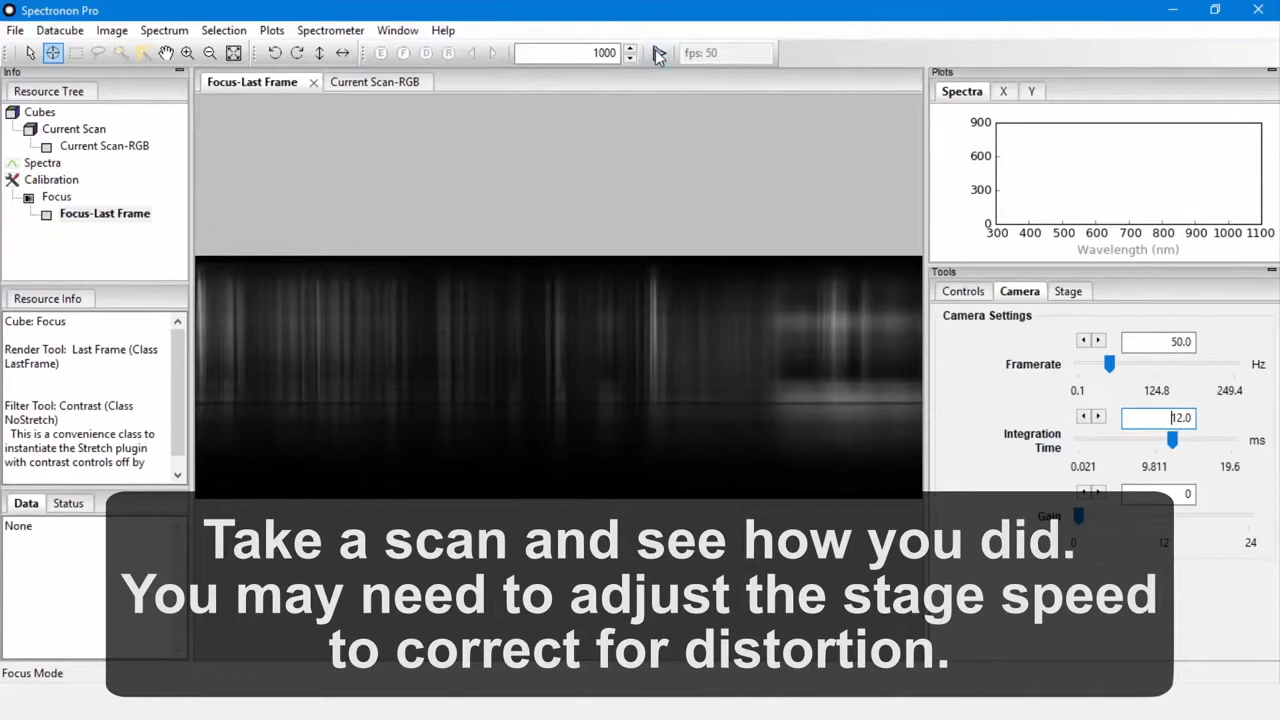 Spectronon Pro
File Datacube Image Spectrum Selection Plots Spectrometer Window Help
E F D R 1000 fps: 50
Info
Resource Tree
Cubes
Current Scan
Current Scan-RGB
Spectra
Calibration
Focus
Focus-Last Frame
Resource Info
Cube: Focus
Render Tool: Last Frame (Class
LastFrame)
Filter Tool: Contrast (Class
NoStretch)
This is a convenience class to
instantiate the Stretch plugin
with contrast controls off by
Data Status
None
Focus Mode
Focus-Last Frame Current Scan-RGB
Plots
Spectra X Y
900
600
300
0
300 400 500 600 700 800 900 1000 1100
Wavelength (nm)
Tools
Controls Camera Stage
Camera Settings
50.0
Framerate Hz
0.1 124.8 249.4
12.0
Integration
Time ms
0.021 9.811 19.6
0
Gain
0 12 24
Take a scan and see how you did.
You may need to adjust the stage speed
to correct for distortion.